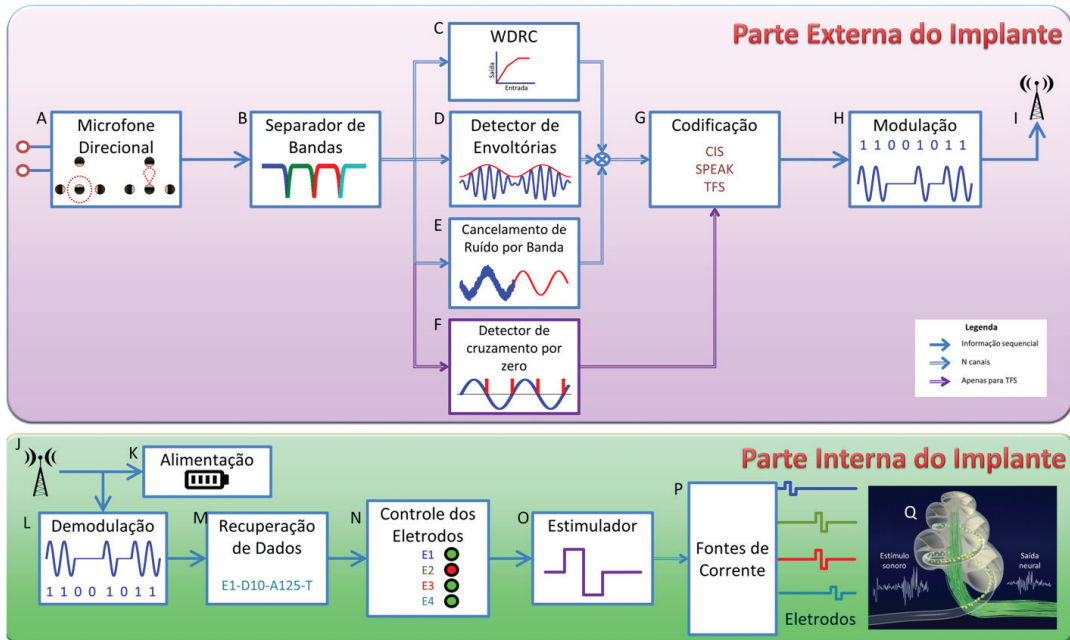 Parte Externa do Implante
A
Microfone
Direcional
B
Separador de
Bandas
C
WDRC
Saída
Entrada
D
Detector de
Envoltórias
E
Cancelamento de
Ruído por Banda
F
Detector de
cruzamento por
zero
G
Codificação
CIS
SPEAK
TFS
H
Modulação
1 1 0 0 1 0 1 1
I
Legenda
Informação sequencial
N canais
Apenas para TFS
Parte Interna do Implante
J
K
Alimentação
L
Demodulação
1 1 0 0 1 0 1 1
M
Recuperação
de Dados
E1-D10-A125-T
N
Controle dos
Eletrodos
E1
E2
E3
E4
O
Estimulador
P
Fontes de
Corrente
Eletrodos
Q
Estímulo
sonoro
Saída
neural